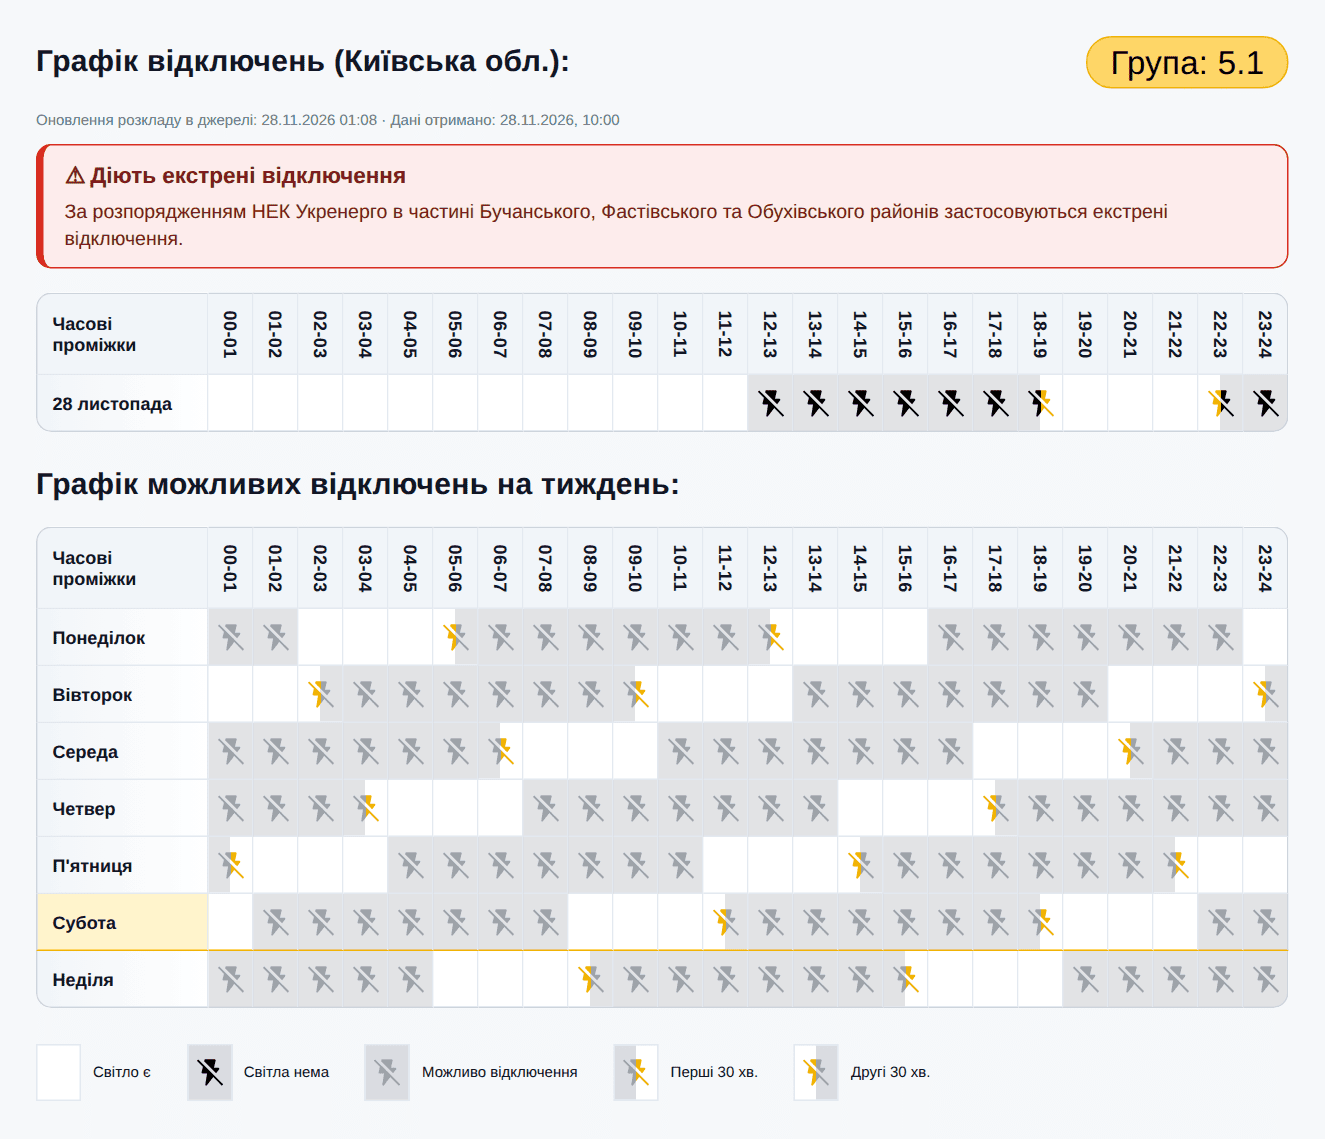 Графік відключень (Київська обл.):
Група: 5.1
Оновлення розкладу в джерелі: 28.11.2026 01:08 · Дані отримано: 28.11.2026, 10:00
⚠ Діють екстрені відключення
За розпорядженням НЕК Укренерго в частині Бучанського, Фастівського та Обухівського районів застосовуються екстрені
відключення.
Часові
проміжки
00-01 01-02 02-03 03-04 04-05 05-06 06-07 07-08 08-09 09-10 10-11 11-12 12-13 13-14 14-15 15-16 16-17 17-18 18-19 19-20 20-21 21-22 22-23 23-24
28 листопада
Графік можливих відключень на тиждень:
Часові
проміжки
00-01 01-02 02-03 03-04 04-05 05-06 06-07 07-08 08-09 09-10 10-11 11-12 12-13 13-14 14-15 15-16 16-17 17-18 18-19 19-20 20-21 21-22 22-23 23-24
Понеділок
Вівторок
Середа
Четвер
П'ятниця
Субота
Неділя
Світло є
Світла нема
Можливо відключення
Перші 30 хв.
Другі 30 хв.